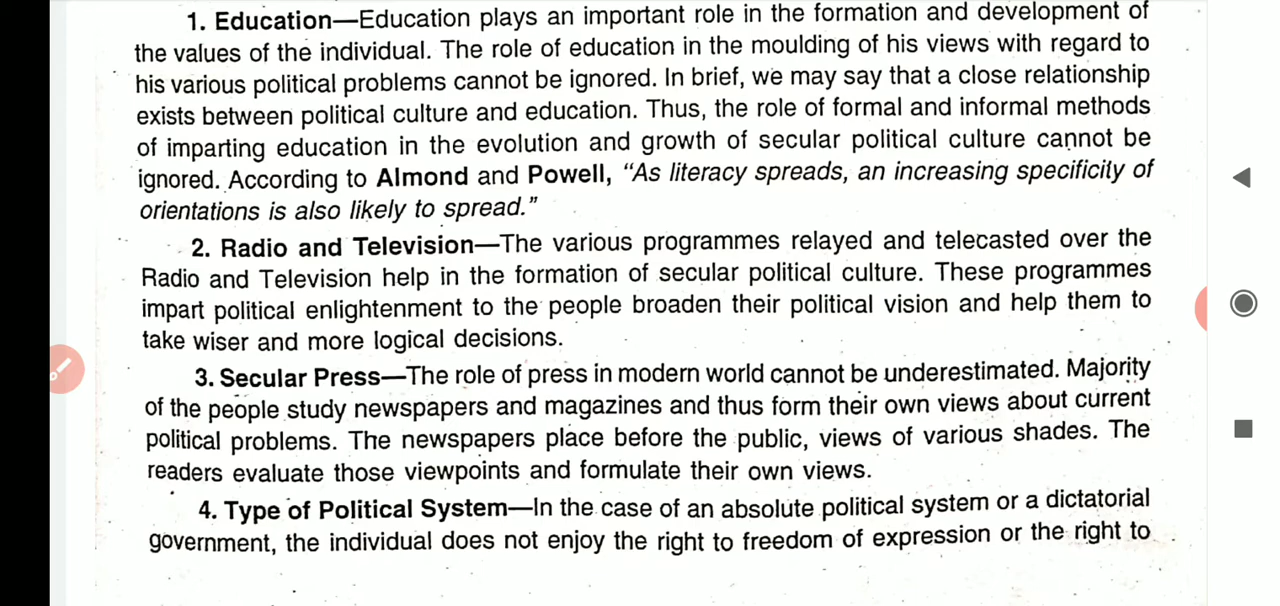 1. Education—Education plays an important role in the formation and development of
the values of the individual. The role of education in the moulding of his views with regard to
his various political problems cannot be ignored. In brief, we may say that a close relationship
exists between political culture and education. Thus, the role of formal and informal methods
of imparting education in the evolution and growth of secular political culture cannot be
ignored. According to Almond and Powell, “As literacy spreads, an increasing specificity of
orientations is also likely to spread.”
2. Radio and Television—The various programmes relayed and telecasted over the
Radio and Television help in the formation of secular political culture. These programmes
impart political enlightenment to the people broaden their political vision and help them to
take wiser and more logical decisions.
3. Secular Press—The role of press in modern world cannot be underestimated. Majority
of the people study newspapers and magazines and thus form their own views about current
political problems. The newspapers place before the public, views of various shades. The
readers evaluate those viewpoints and formulate their own views.
4. Type of Political System—In the case of an absolute political system or a dictatorial
government, the individual does not enjoy the right to freedom of expression or the right to